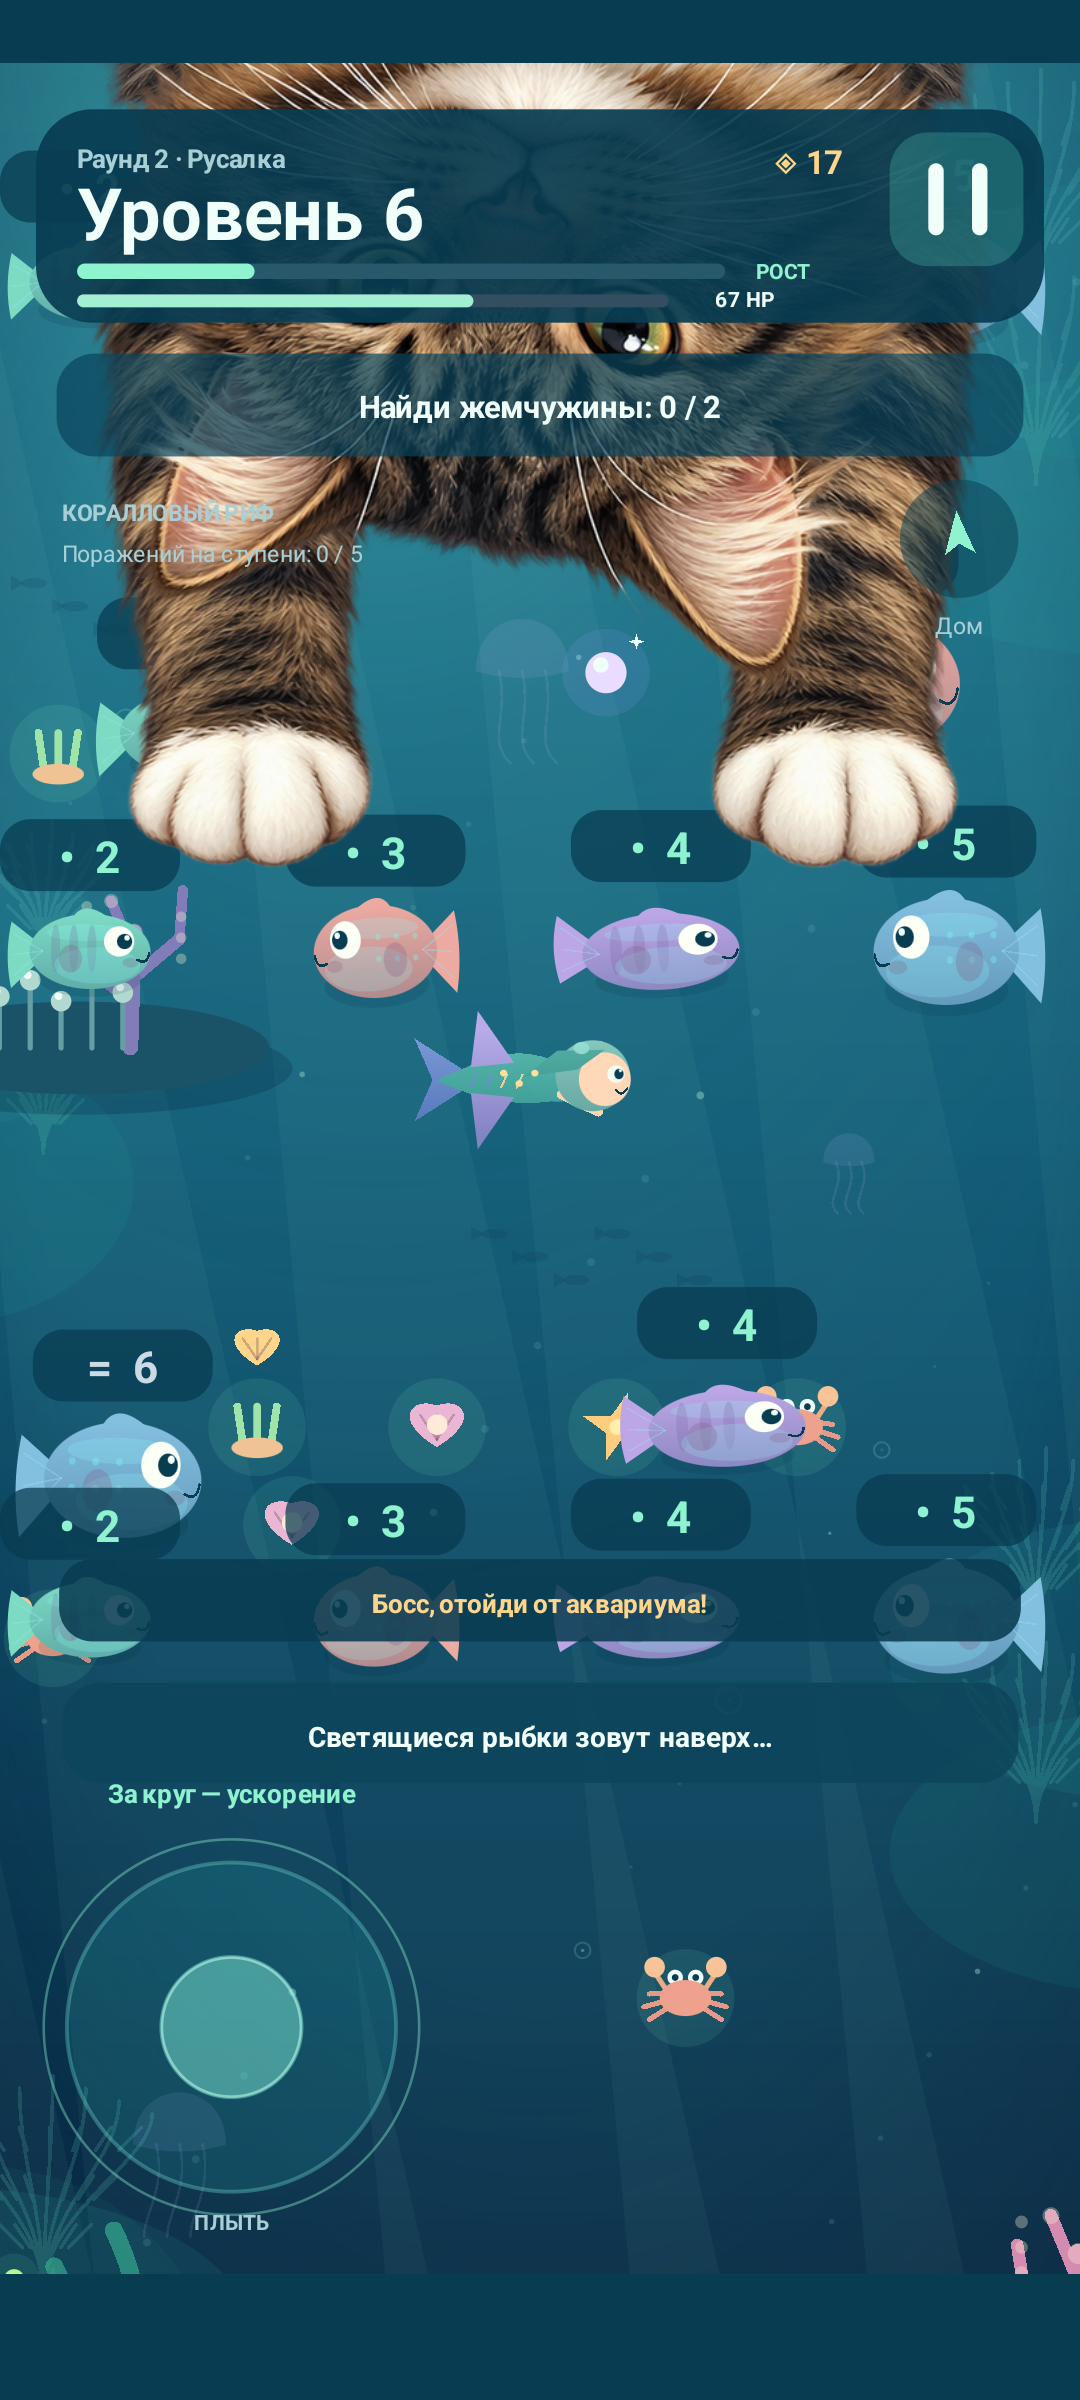 Раунд 2 · Русалка
17
Уровень 6
РОСТ
67 HP
Найди жемчужины: 0 / 2
КОРАЛЛОВЫЙ РИФ
Поражений на ступени: 0 / 5
Дом
• 2
• 3
• 4
• 5
• 4
= 6
• 2
• 3
• 4
• 5
Босс, отойди от аквариума!
Светящиеся рыбки зовут наверх...
За круг — ускорение
ПЛЫТЬ